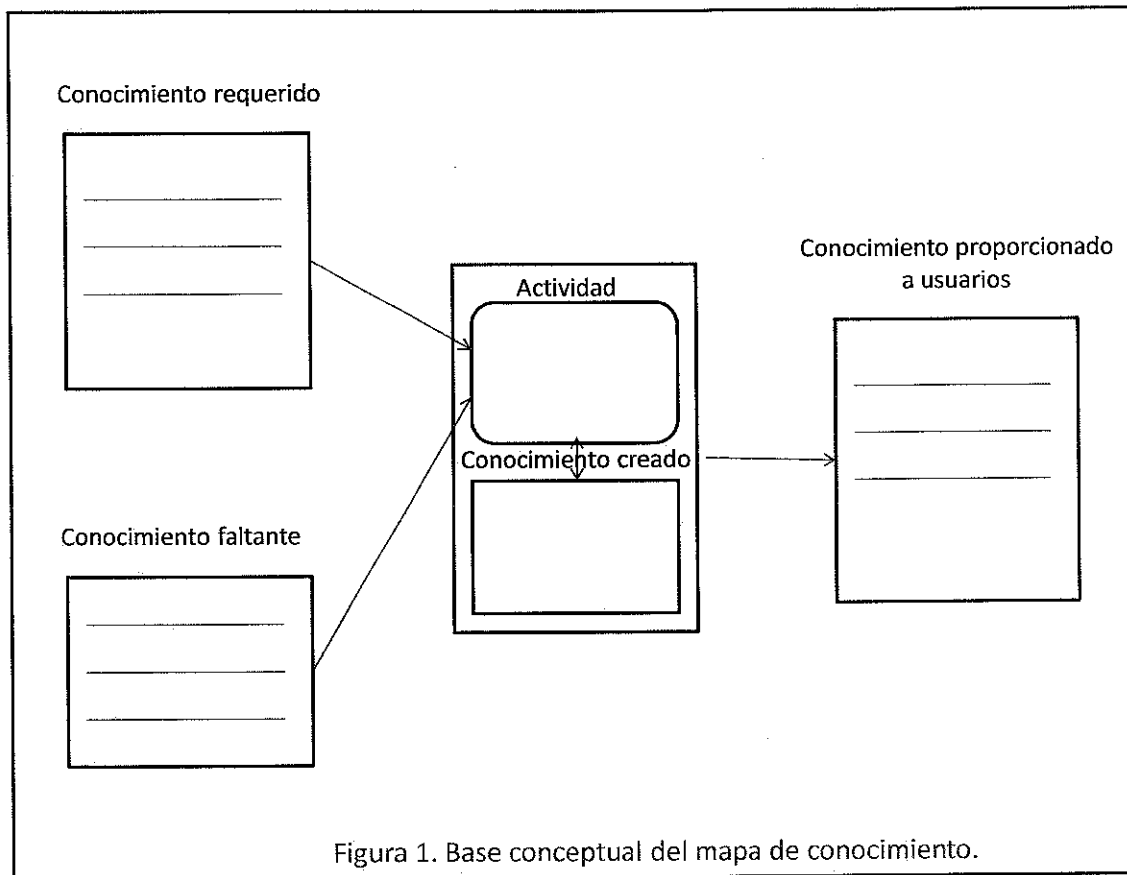 Conocimiento requerido
Conocimiento proporcionado
a usuarios
Actividad
Conocimiento creado
Conocimiento faltante
Figura 1. Base conceptual del mapa de conocimiento.